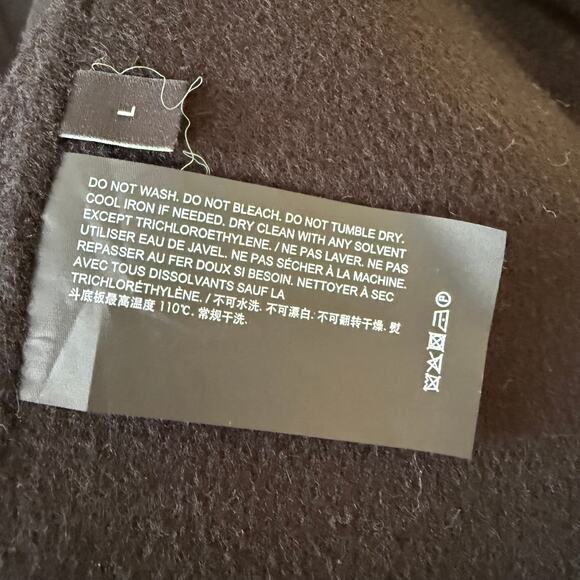 L
DO NOT WASH. DO NOT BLEACH. DO NOT TUMBLE DRY.
COOL IRON IF NEEDED. DRY CLEAN WITH ANY SOLVENT
EXCEPT TRICHLOROETHYLENE. / NE PAS LAVER. NE PAS
UTILISER EAU DE JAVEL. NE PAS SÉCHER À LA MACHINE.
REPASSER AU FER DOUX SI BESOIN. NETTOYER À SEC
AVEC TOUS DISSOLVANTS SAUF LA
TRICHLORÉTHYLÈNE. / 不可水洗. 不可漂白. 不可翻转干燥. 熨
斗底板最高温度 110℃. 常规干洗.
P